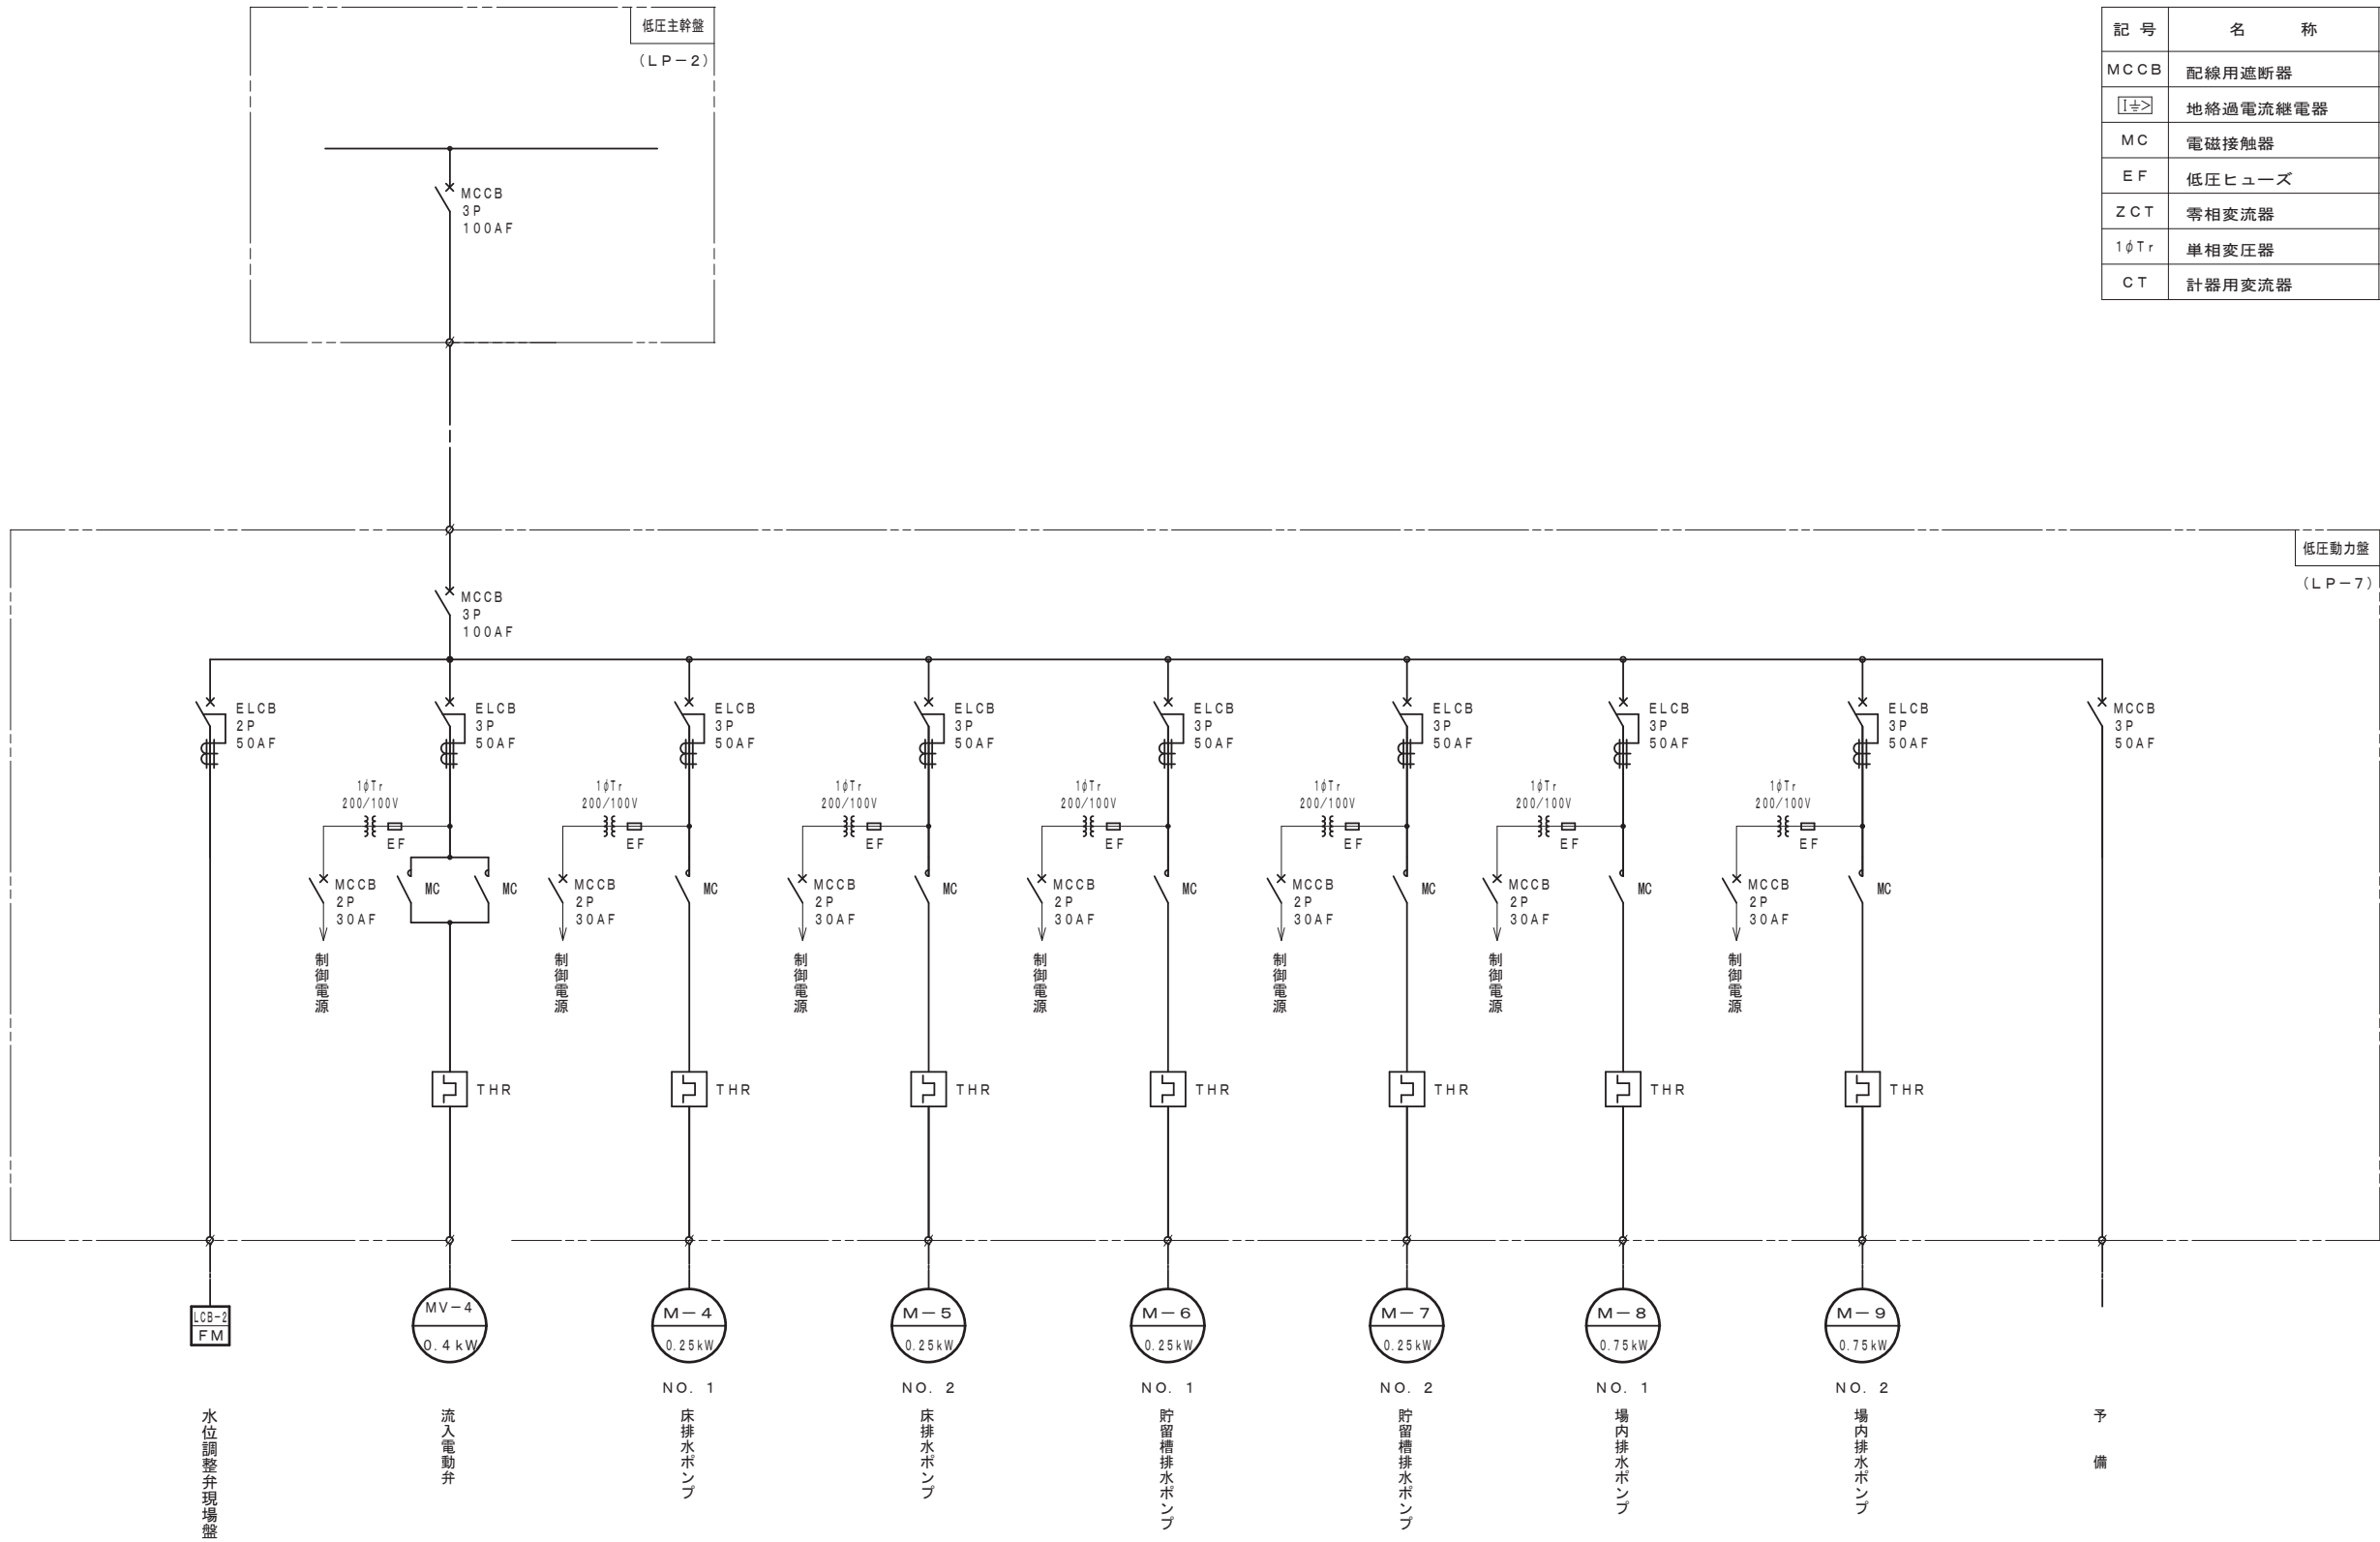 低圧主幹盤
(LP－2)
MCCB
3P
100AF
記号 名称
MCCB 配線用遮断器
I> 地絡過電流継電器
MC 電磁接触器
EF 低圧ヒューズ
ZCT 零相変流器
1φTr 単相変圧器
CT 計器用変流器
低圧動力盤
(LP－7)
MCCB
3P
100AF
ELCB
2P
50AF
ELCB
3P
50AF
ELCB
3P
50AF
ELCB
3P
50AF
ELCB
3P
50AF
ELCB
3P
50AF
ELCB
3P
50AF
ELCB
3P
50AF
MCCB
3P
50AF
1φTr
200/100V
EF
1φTr
200/100V
EF
1φTr
200/100V
EF
1φTr
200/100V
EF
1φTr
200/100V
EF
1φTr
200/100V
EF
1φTr
200/100V
EF
MCCB
2P
30AF
MC
MC
MCCB
2P
30AF
MC
MCCB
2P
30AF
MC
MCCB
2P
30AF
MC
MCCB
2P
30AF
MC
MCCB
2P
30AF
MC
MCCB
2P
30AF
MC
制御電源
制御電源
制御電源
制御電源
制御電源
制御電源
制御電源
THR
THR
THR
THR
THR
THR
THR
LCB-2
FM
水位調整弁現場盤
MV－4
0.4kW
流入電動弁
M－4
0.25kW
NO. 1
床排水ポンプ
M－5
0.25kW
NO. 2
床排水ポンプ
M－6
0.25kW
NO. 1
貯留槽排水ポンプ
M－7
0.25kW
NO. 2
貯留槽排水ポンプ
M－8
0.75kW
NO. 1
場内排水ポンプ
M－9
0.75kW
NO. 2
場内排水ポンプ
予備